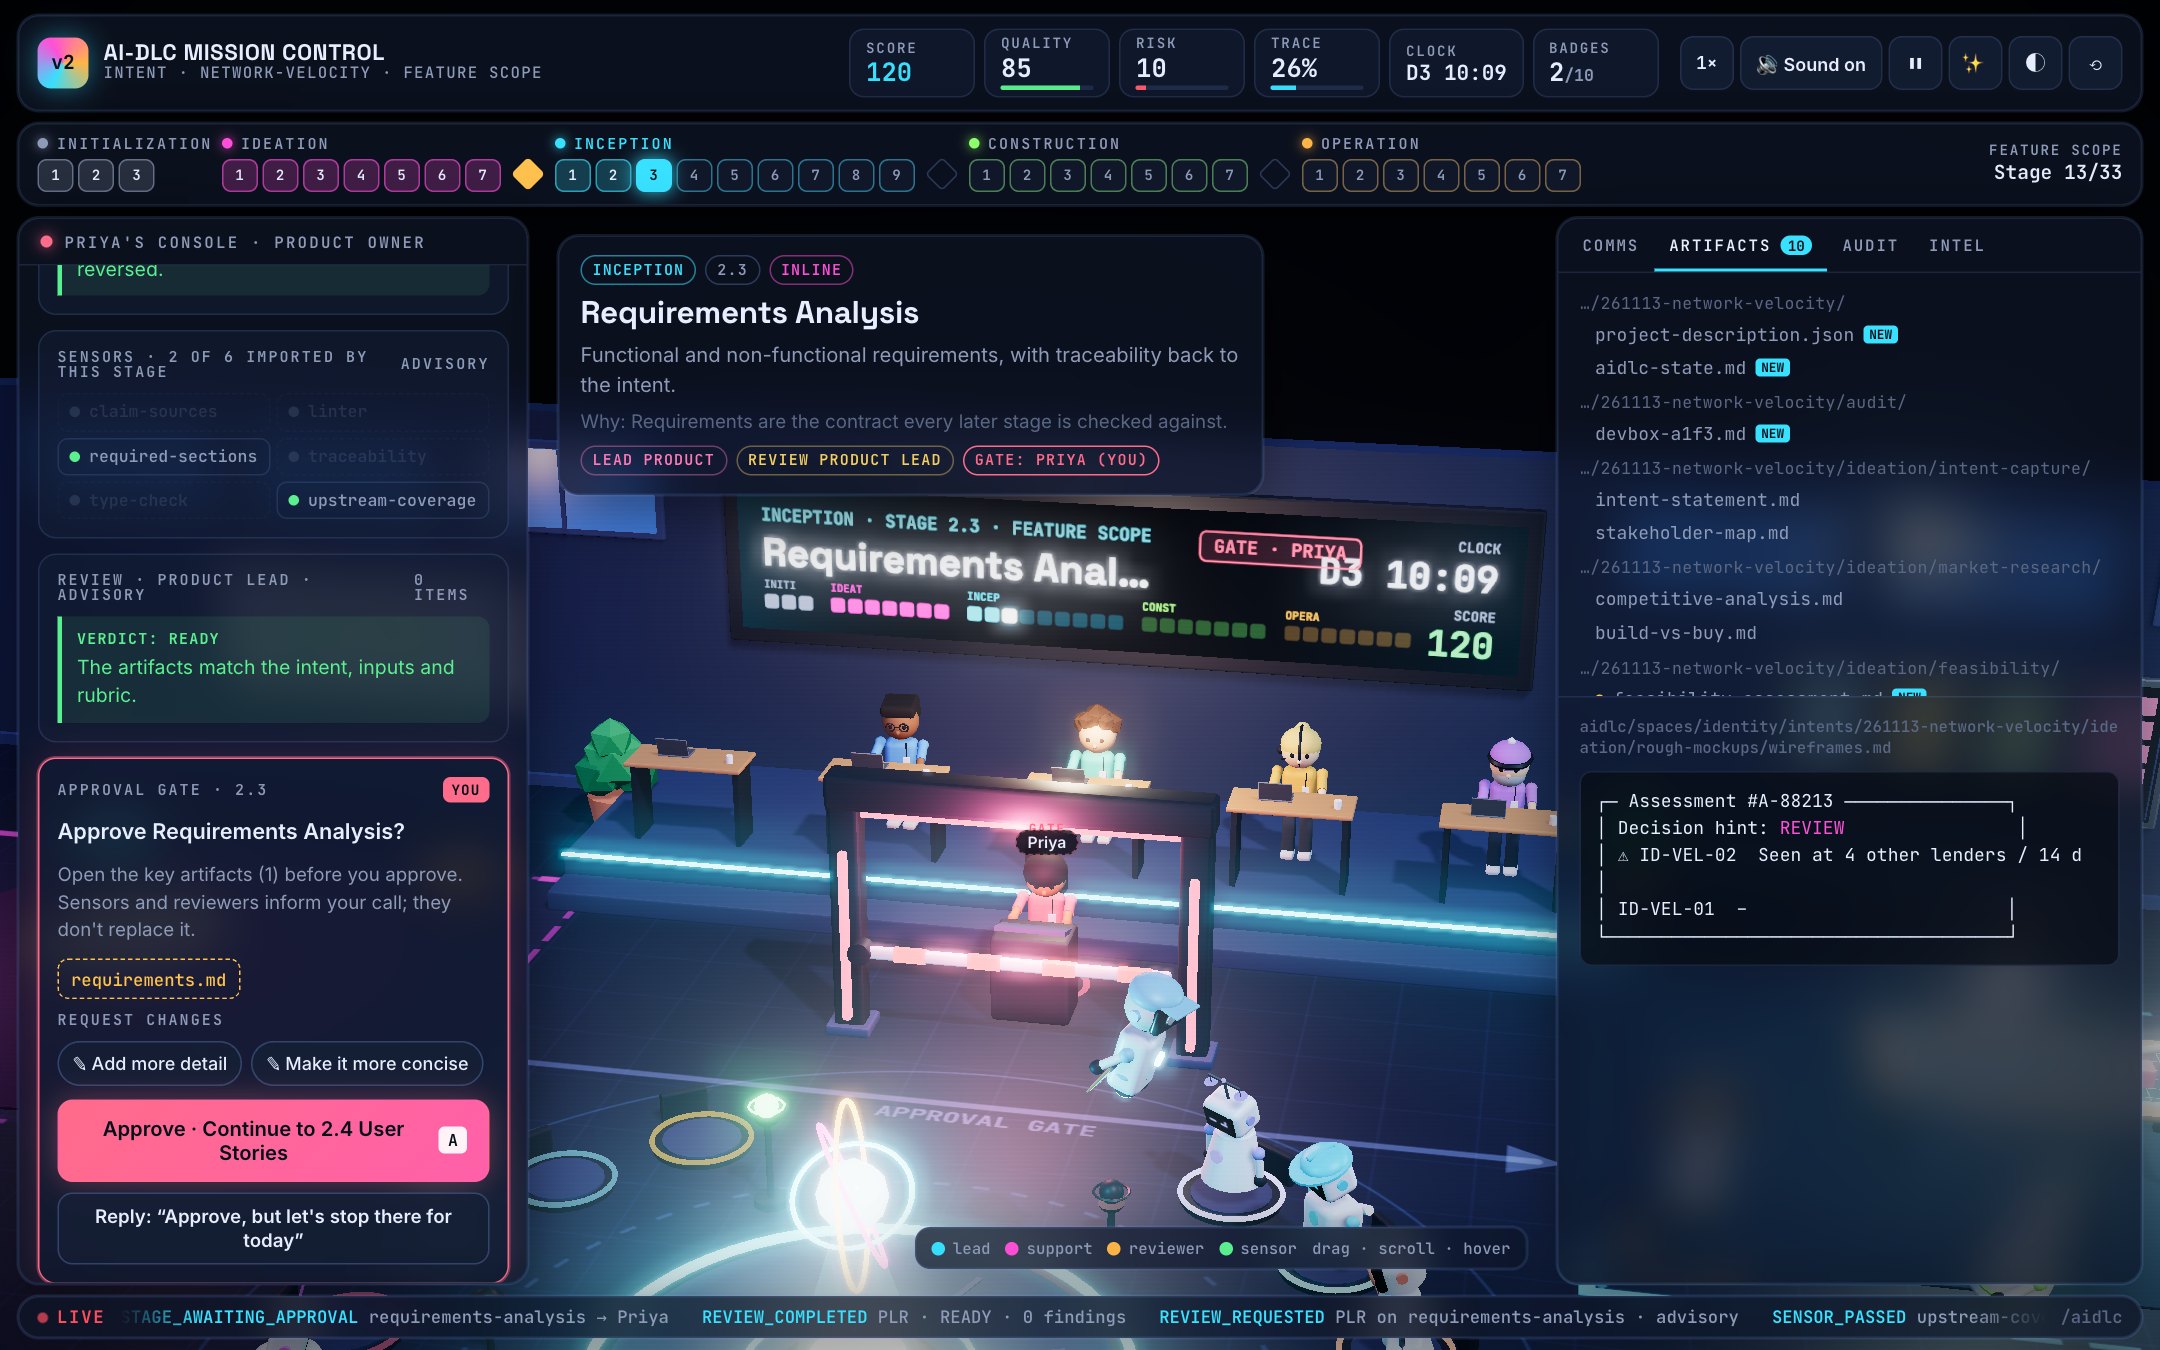 v2
AI-DLC MISSION CONTROL
INTENT · NETWORK-VELOCITY · FEATURE SCOPE
SCORE
120
QUALITY
85
RISK
10
TRACE
26%
CLOCK
D3 10:09
BADGES
2/10
1×
Sound on
INITIALIZATION
1 2 3
IDEATION
1 2 3 4 5 6 7
INCEPTION
1 2 3 4 5 6 7 8 9
CONSTRUCTION
1 2 3 4 5 6 7
OPERATION
1 2 3 4 5 6 7
FEATURE SCOPE
Stage 13/33
PRIYA'S CONSOLE · PRODUCT OWNER
reversed.
SENSORS · 2 OF 6 IMPORTED BY
THIS STAGE
ADVISORY
claim-sources
linter
required-sections
traceability
type-check
upstream-coverage
REVIEW · PRODUCT LEAD ·
ADVISORY
0
ITEMS
VERDICT: READY
The artifacts match the intent, inputs and
rubric.
APPROVAL GATE · 2.3
YOU
Approve Requirements Analysis?
Open the key artifacts (1) before you approve.
Sensors and reviewers inform your call; they
don't replace it.
requirements.md
REQUEST CHANGES
✎ Add more detail
✎ Make it more concise
Approve · Continue to 2.4 User
Stories
A
Reply: “Approve, but let's stop there for
today”
INCEPTION
2.3
INLINE
Requirements Analysis
Functional and non-functional requirements, with traceability back to
the intent.
Why: Requirements are the contract every later stage is checked against.
LEAD PRODUCT
REVIEW PRODUCT LEAD
GATE: PRIYA (YOU)
INCEPTION · STAGE 2.3 · FEATURE SCOPE
Requirements Anal...
GATE · PRIYA
CLOCK
D3 10:09
INITI
IDEAT
INCEP
CONST
OPERA
SCORE
120
GATE
Priya
APPROVAL GATE
lead
support
reviewer
sensor
drag · scroll · hover
COMMS
ARTIFACTS 10
AUDIT
INTEL
…/261113-network-velocity/
project-description.json NEW
aidlc-state.md NEW
…/261113-network-velocity/audit/
devbox-a1f3.md NEW
…/261113-network-velocity/ideation/intent-capture/
intent-statement.md
stakeholder-map.md
…/261113-network-velocity/ideation/market-research/
competitive-analysis.md
build-vs-buy.md
…/261113-network-velocity/ideation/feasibility/
feasibility-assessment.md NEW
aidlc/spaces/identity/intents/261113-network-velocity/ide
ation/rough-mockups/wireframes.md
Assessment #A-88213
Decision hint: REVIEW
⚠ ID-VEL-02 Seen at 4 other lenders / 14 d
ID-VEL-01 –
LIVE
STAGE_AWAITING_APPROVAL requirements-analysis → Priya
REVIEW_COMPLETED PLR · READY · 0 findings
REVIEW_REQUESTED PLR on requirements-analysis · advisory
SENSOR_PASSED upstream-cov
/aidlc